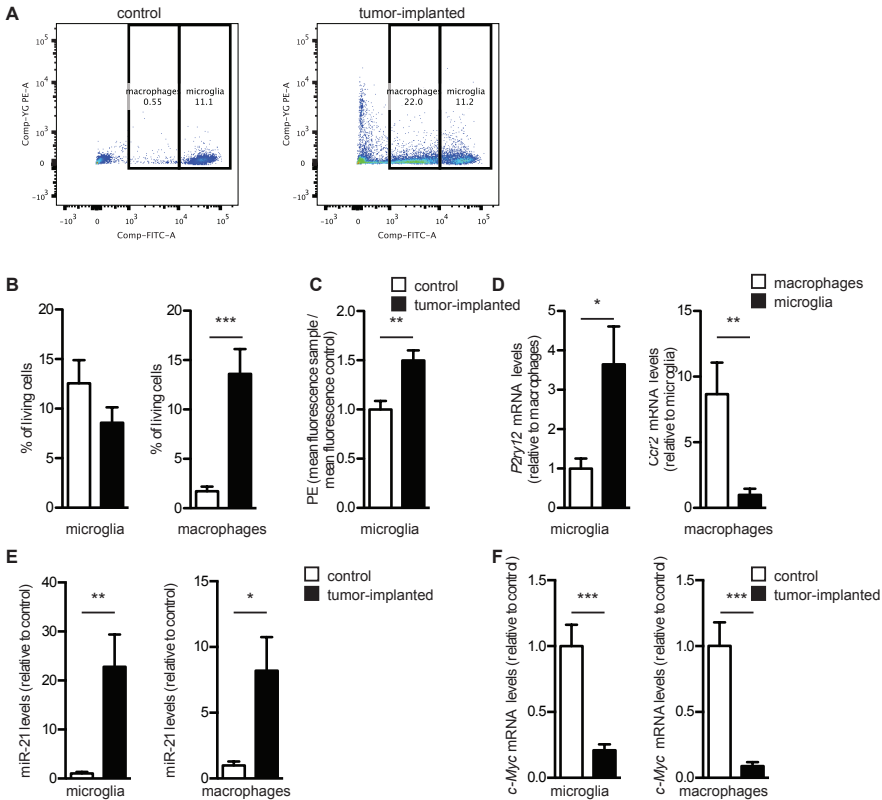 A
control
tumor-implanted
Comp-YG PE-A
10^5
10^4
10^3
0
-10^3
macrophages
0.55
microglia
11.1
-10^3 0 10^3 10^4 10^5
Comp-FITC-A
Comp-YG PE-A
10^5
10^4
10^3
0
-10^3
macrophages
22.0
microglia
11.2
-10^3 0 10^3 10^4 10^5
Comp-FITC-A
B
% of living cells
20
15
10
5
0
microglia
% of living cells
20
15
10
5
0
***
macrophages
C
control
tumor-implanted
PE (mean fluorescence sample /
mean fluorescence control)
2.0
1.5
1.0
0.5
0.0
**
microglia
D
macrophages
microglia
P2ry12 mRNA levels
(relative to macrophages)
5
4
3
2
1
0
*
microglia
Ccr2 mRNA levels
(relative to microglia)
15
10
5
0
**
macrophages
E
control
tumor-implanted
miR-21 levels (relative to control)
40
30
20
10
0
**
microglia
miR-21 levels (relative to control)
15
10
5
0
*
macrophages
F
control
tumor-implanted
c-Myc mRNA levels (relative to control)
1.5
1.0
0.5
0.0
***
microglia
c-Myc mRNA levels (relative to control)
1.5
1.0
0.5
0.0
***
macrophages